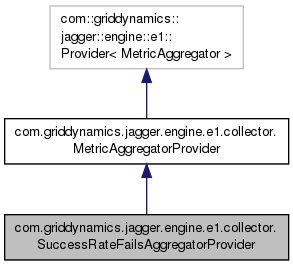 com::griddynamics::
jagger::engine::e1::
Provider< MetricAggregator >
com.griddynamics.jagger.engine.e1.collector.
MetricAggregatorProvider
com.griddynamics.jagger.engine.e1.collector.
SuccessRateFailsAggregatorProvider